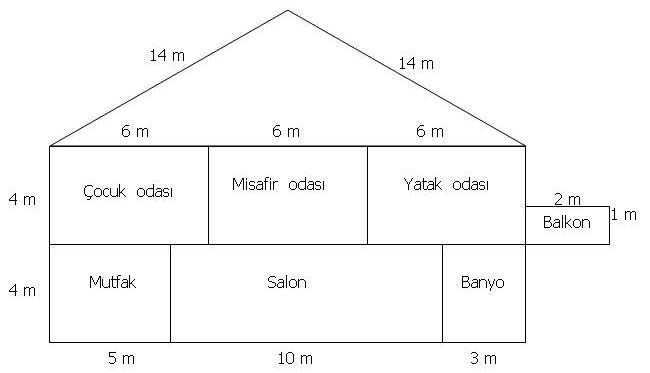 14 m
14 m
6 m
6 m
6 m
4 m
Çocuk odası
Misafir odası
Yatak odası
2 m
1 m
Balkon
4 m
Mutfak
Salon
Banyo
5 m
10 m
3 m